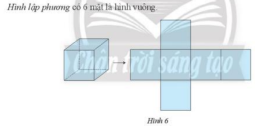 Hình lập phương có 6 mặt là hình vuông.
Chân trời sáng tạo
Hình 6